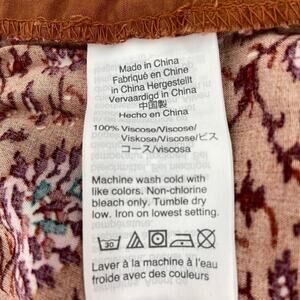 Made in China
Fabriqué en Chine
in China Hergestellt
Vervaardigd in China
中国製
Hecho en China
100% Viscose/Viscose/
Viskose/Viscose/ビス
コース/viscosa
Machine wash cold with
like colors. Non-chlorine
bleach only. Tumble dry
low. Iron on lowest setting.
30
Laver à la machine à l'eau
froide avec des couleurs